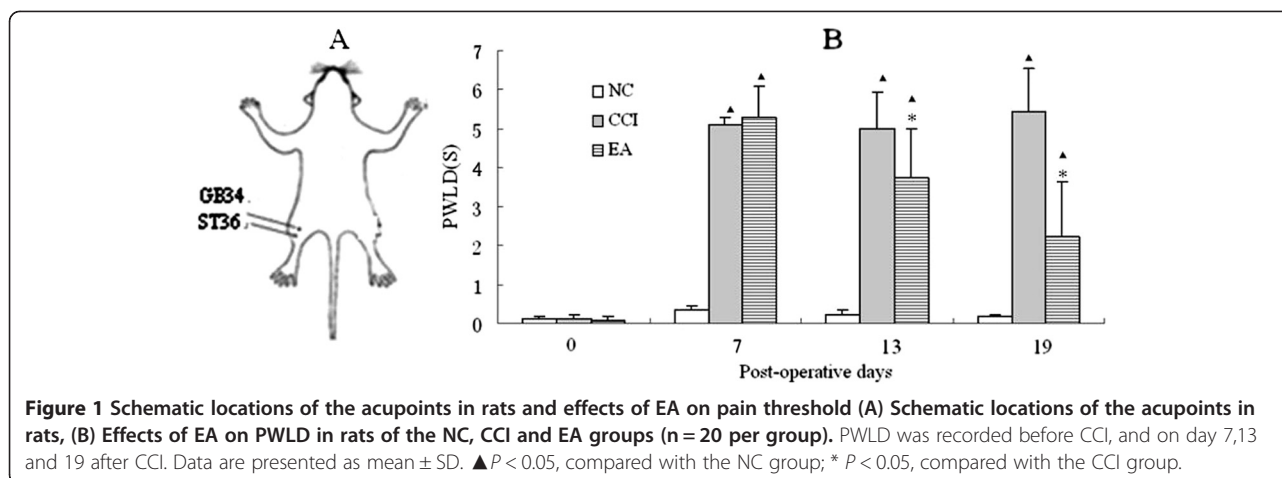 A
GB34
ST36
B
PWLD(S)
7
6
5
4
3
2
1
0
NC
CCI
EA
▲ ▲ ▲ ▲ * ▲ ▲ *
0 7 13 19
Post-operative days
Figure 1 Schematic locations of the acupoints in rats and effects of EA on pain threshold (A) Schematic locations of the acupoints in
rats, (B) Effects of EA on PWLD in rats of the NC, CCI and EA groups (n = 20 per group). PWLD was recorded before CCI, and on day 7,13
and 19 after CCI. Data are presented as mean ± SD. ▲P < 0.05, compared with the NC group; * P < 0.05, compared with the CCI group.